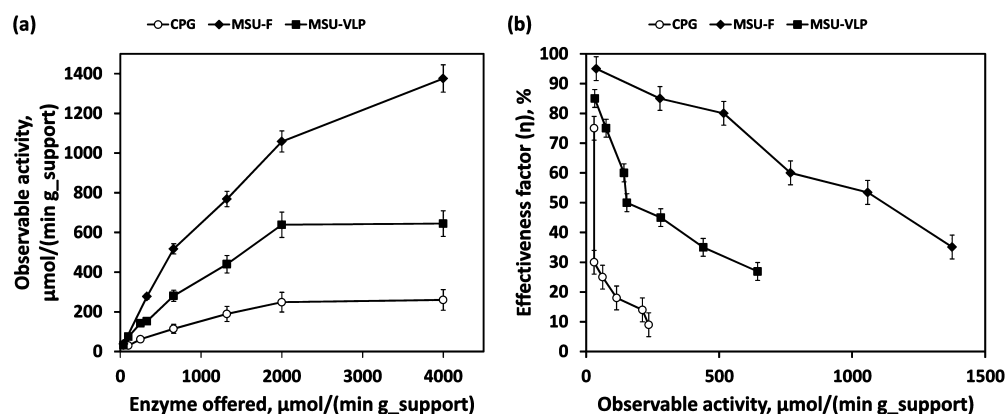 (a)
CPG MSU-F MSU-VLP
Observable activity,
µmol/(min g_support)
1400
1200
1000
800
600
400
200
0
0 1000 2000 3000 4000
Enzyme offered, µmol/(min g_support)
(b)
CPG MSU-F MSU-VLP
Effectiveness factor (η), %
100
90
80
70
60
50
40
30
20
10
0
0 500 1000 1500
Observable activity, µmol/(min g_support)